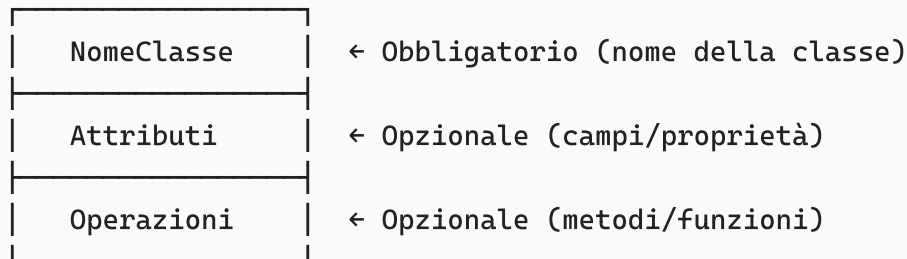 NomeClasse ← Obbligatorio (nome della classe)
Attributi ← Opzionale (campi/proprietà)
Operazioni ← Opzionale (metodi/funzioni)